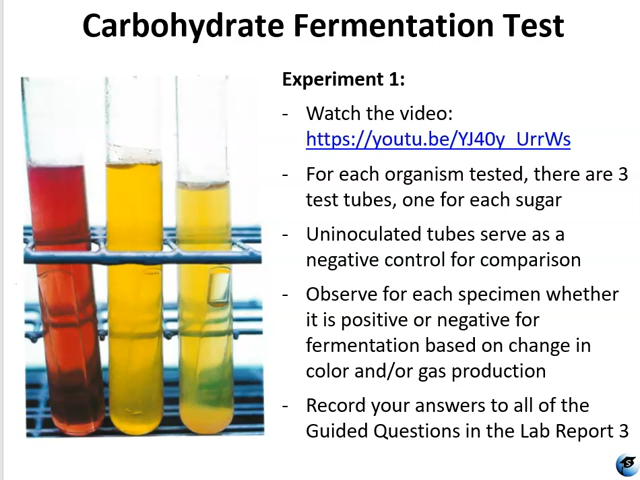 Carbohydrate Fermentation Test
Experiment 1:
- Watch the video:
https://youtu.be/YJ40y_UrrWs
- For each organism tested, there are 3
test tubes, one for each sugar
- Uninoculated tubes serve as a
negative control for comparison
- Observe for each specimen whether
it is positive or negative for
fermentation based on change in
color and/or gas production
- Record your answers to all of the
Guided Questions in the Lab Report 3